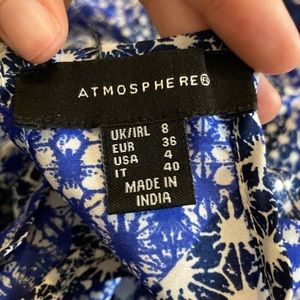 ATMOSPHERE®
UK/IRL 8
EUR 36
USA 4
IT 40
MADE IN
INDIA